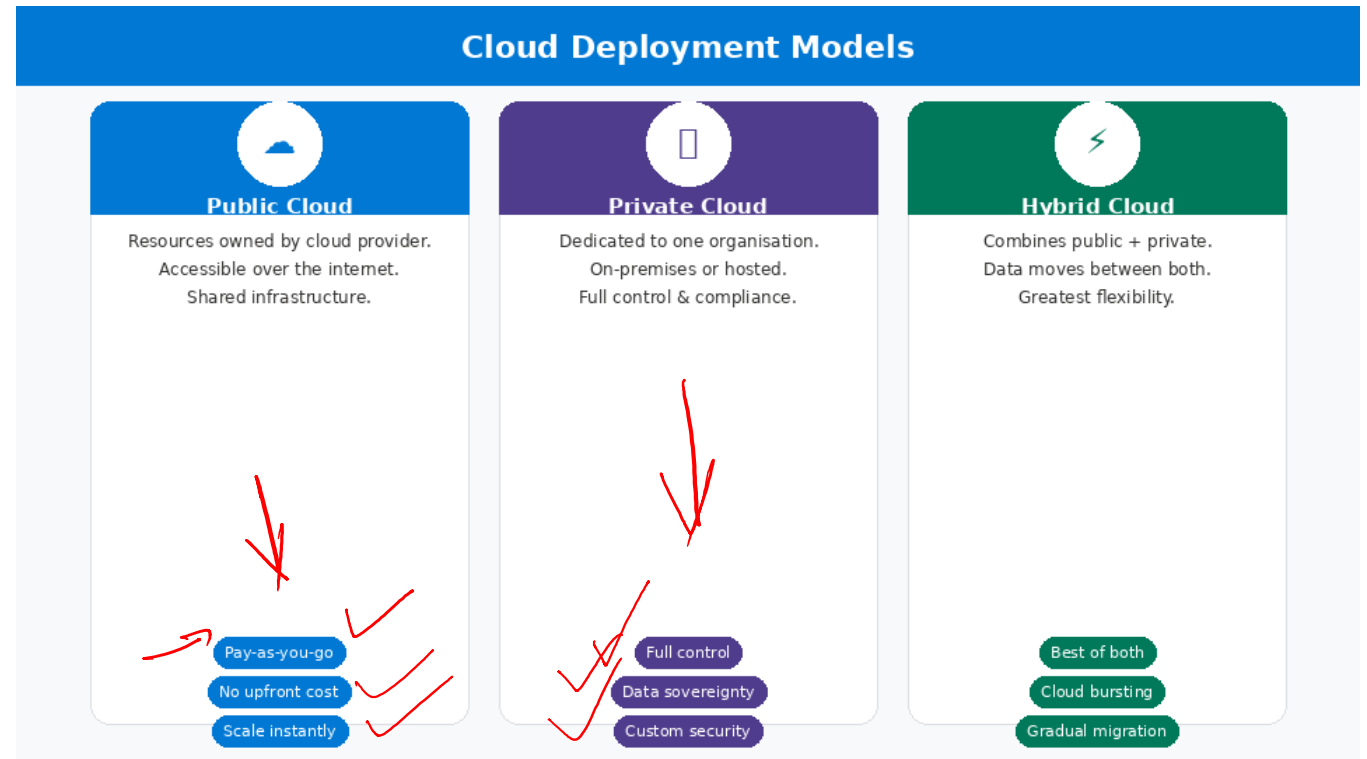 Cloud Deployment Models
Public Cloud
Resources owned by cloud provider.
Accessible over the internet.
Shared infrastructure.
Pay-as-you-go
No upfront cost
Scale instantly
Private Cloud
Dedicated to one organisation.
On-premises or hosted.
Full control & compliance.
Full control
Data sovereignty
Custom security
Hybrid Cloud
Combines public + private.
Data moves between both.
Greatest flexibility.
Best of both
Cloud bursting
Gradual migration